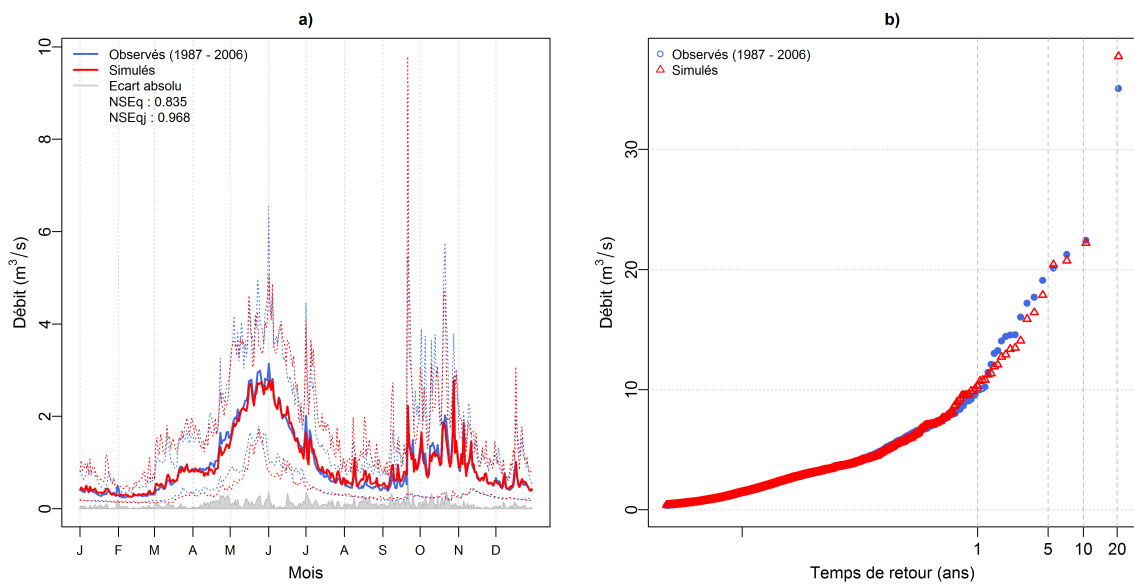 a)
Débit (m³/s)
10
8
6
4
2
0
Observés (1987 - 2006)
Simulés
Ecart absolu
NSEq : 0.835
NSEqj : 0.968
J F M A M J J A S O N D
Mois
b)
Débit (m³/s)
30
20
10
0
Observés (1987 - 2006)
Simulés
1 5 10 20
Temps de retour (ans)